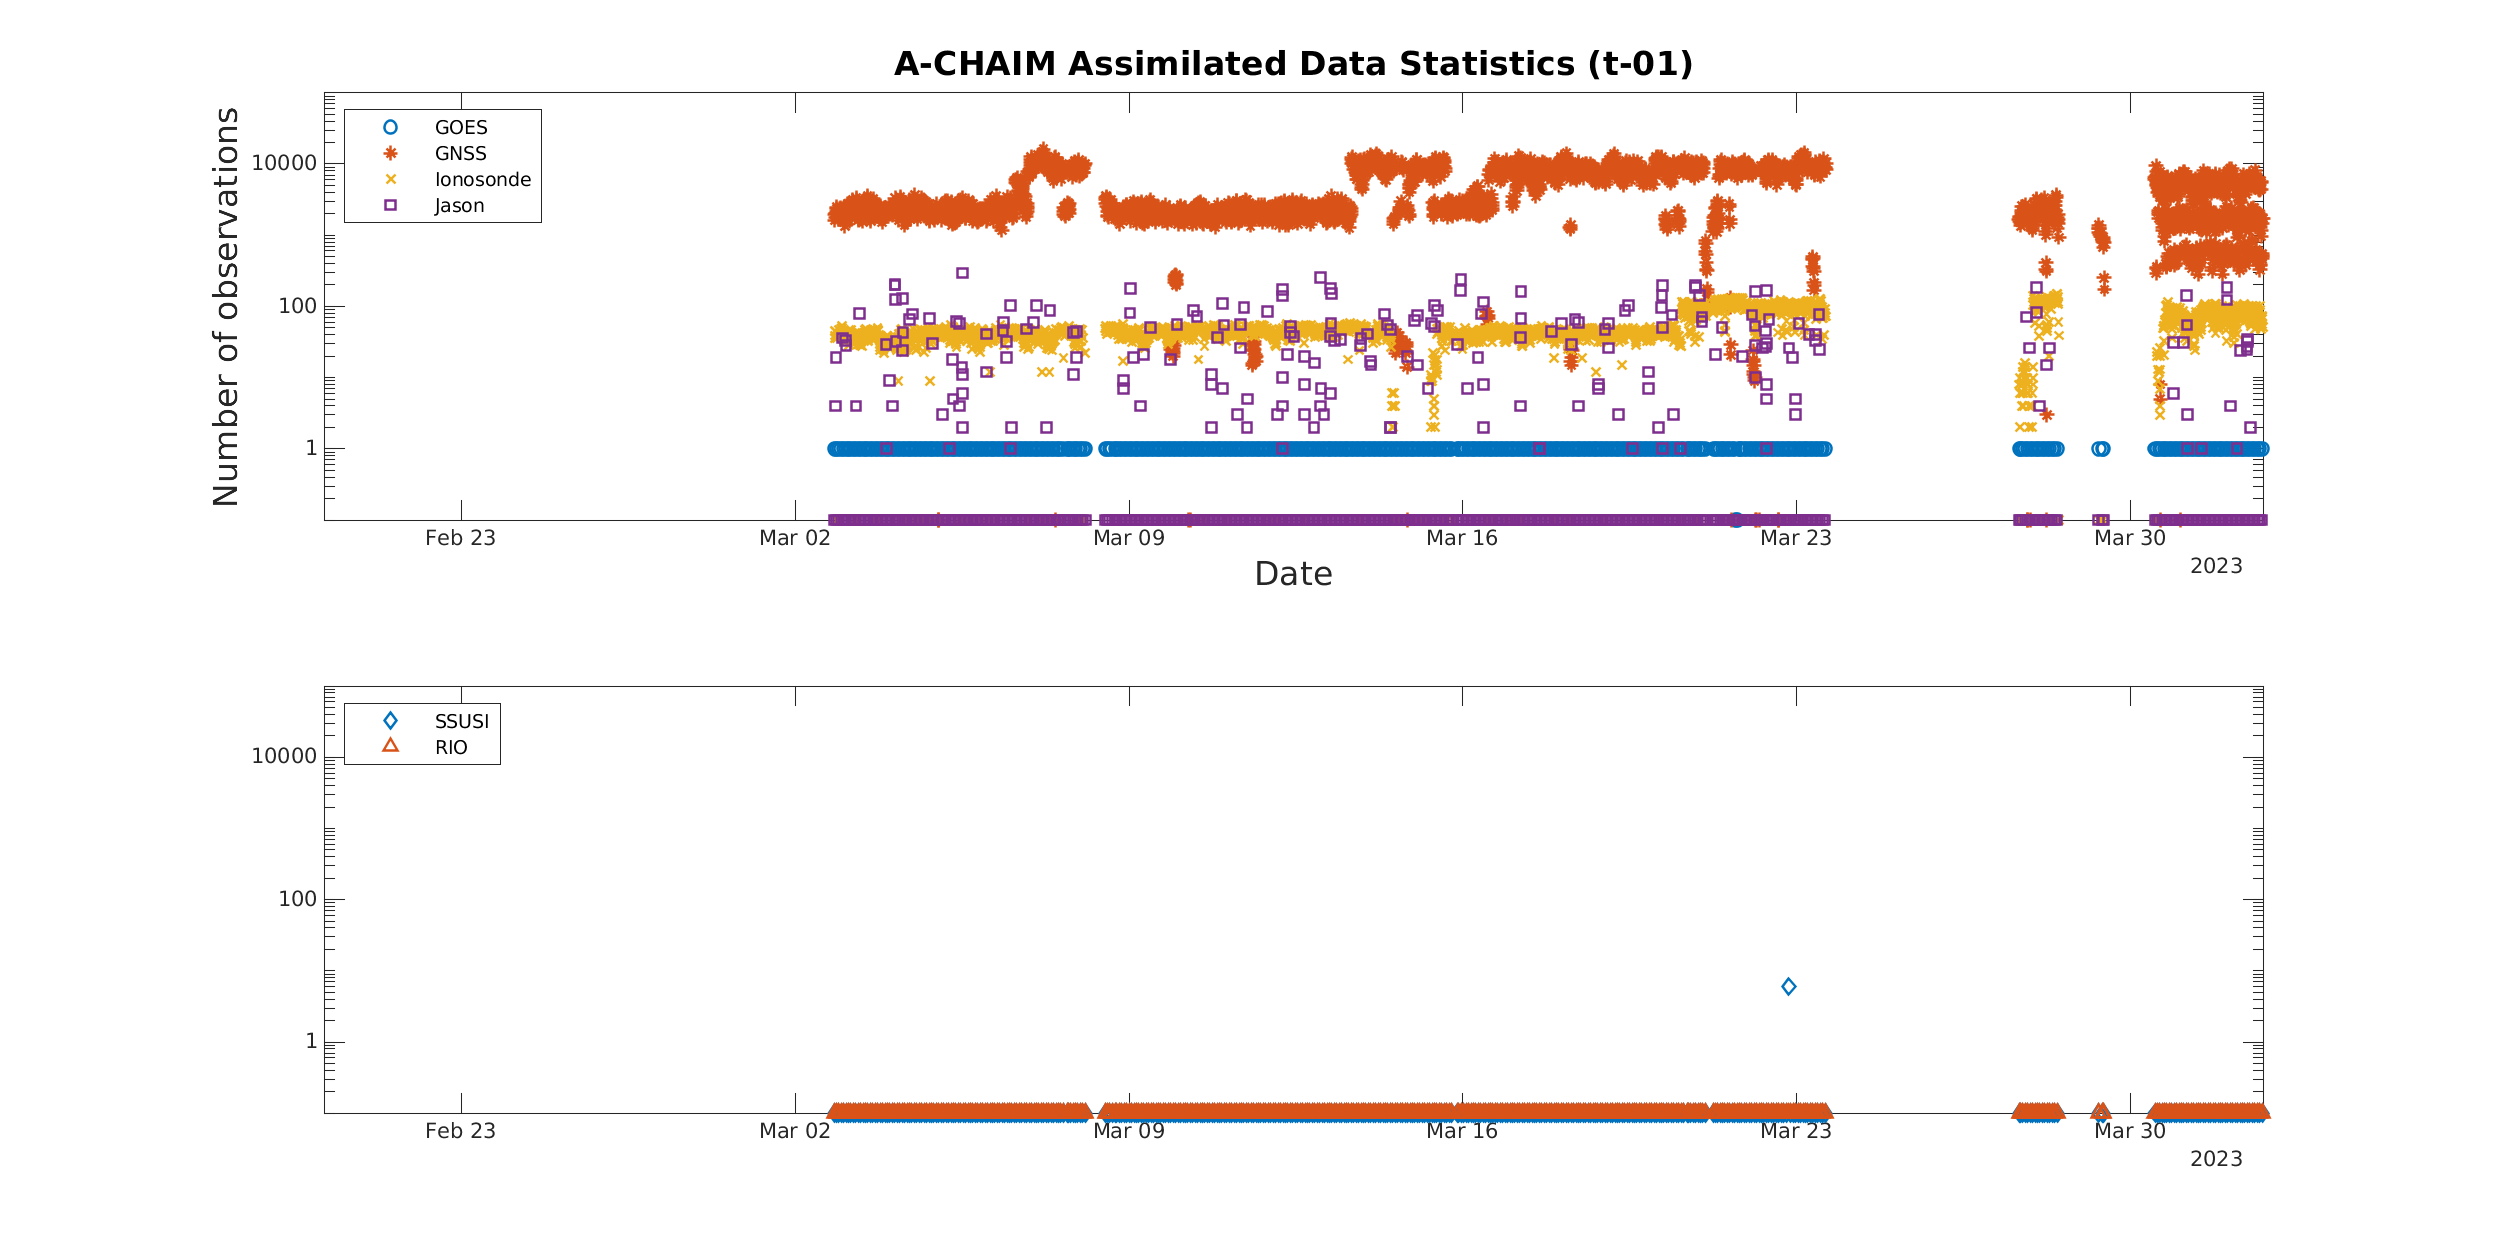 A-CHAIM Assimilated Data Statistics (t-01)
Number of observations
10000
100
1
GOES
GNSS
Ionosonde
Jason
Feb 23
Mar 02
Mar 09
Mar 16
Mar 23
Mar 30
2023
Date
10000
100
1
SSUSI
RIO
Feb 23
Mar 02
Mar 09
Mar 16
Mar 23
Mar 30
2023